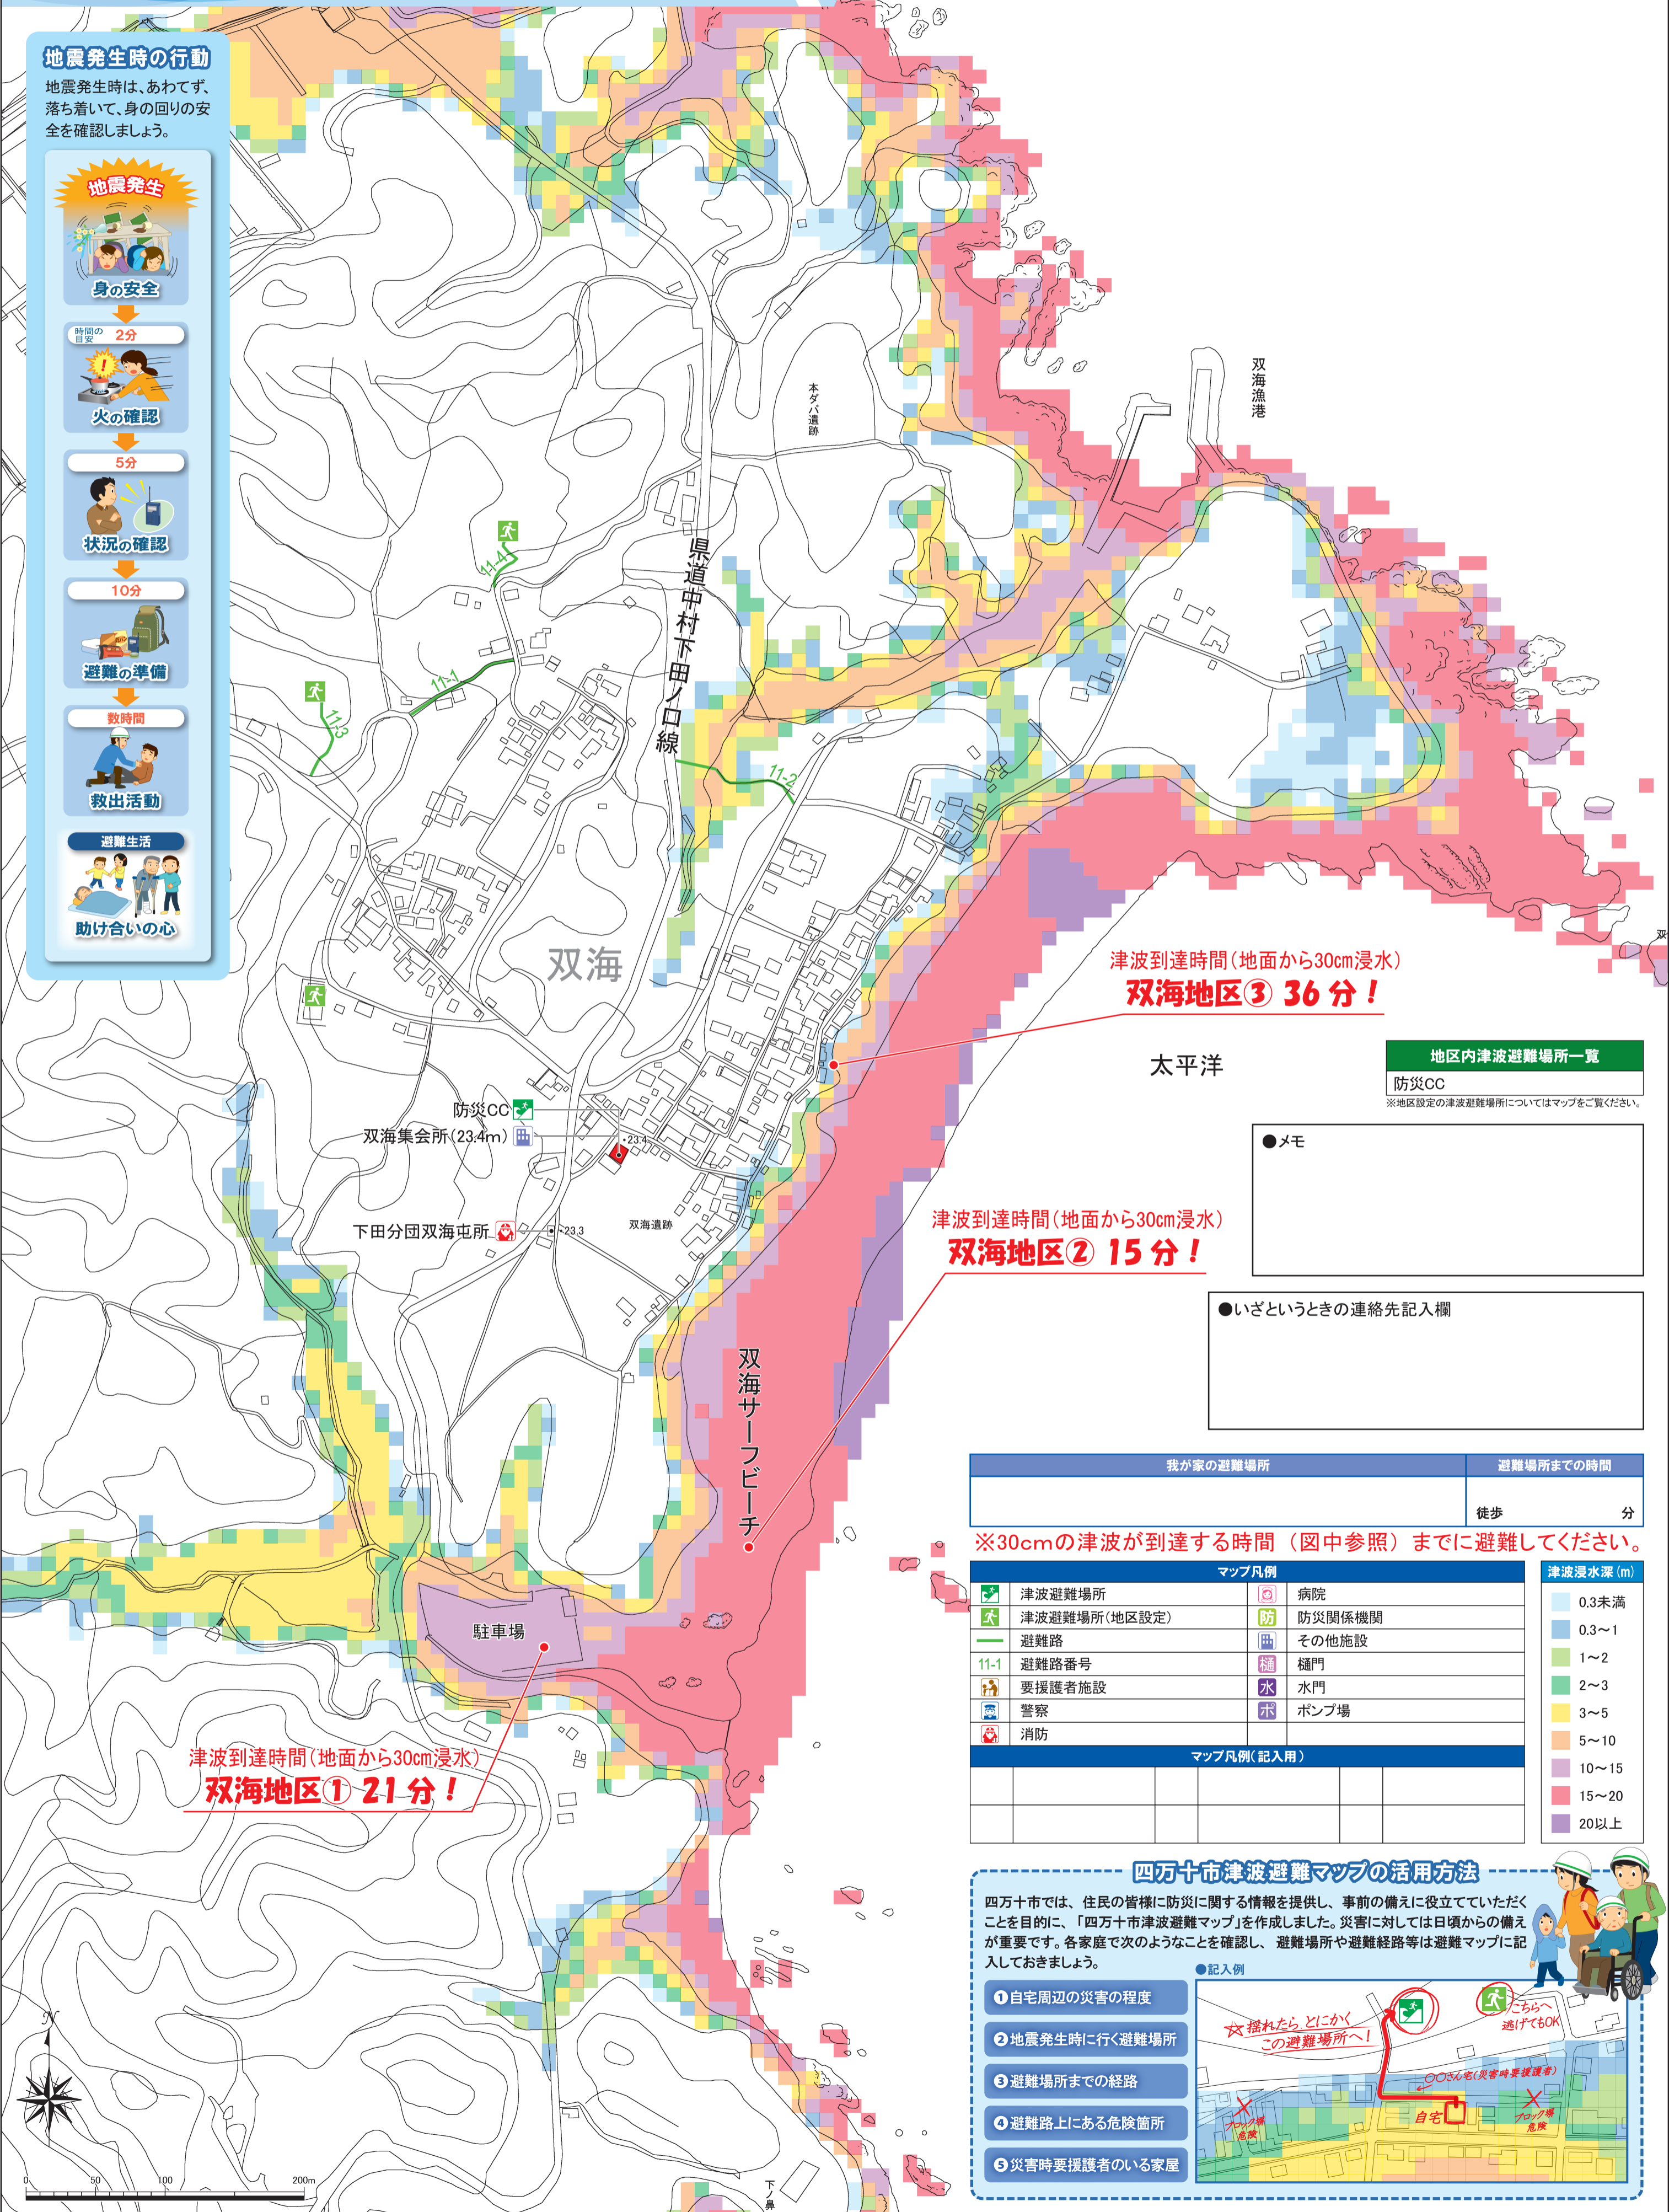 地震発生時の行動
地震発生時は、あわてず、
落ち着いて、身の回りの安
全を確認しましょう。
地震発生
身の安全
時間の
目安
2分
火の確認
5分
状況の確認
10分
避難の準備
数時間
救出活動
避難生活
助け合いの心
双海漁港
本ダバ遺跡
県道中村下田ノ口線
11-4
11-1
11-3
11-2
双海
双
津波到達時間(地面から30cm浸水)
双海地区③ 36分!
太平洋
地区内津波避難場所一覧
防災CC
※地区設定の津波避難場所についてはマップをご覧ください。
防災CC
双海集会所(23.4m)
・23.4
●メモ
下田分団双海屯所
・23.3
双海遺跡
津波到達時間(地面から30cm浸水)
双海地区② 15分!
●いざというときの連絡先記入欄
双海サーフビーチ
我が家の避難場所
避難場所までの時間
徒歩 分
※30cmの津波が到達する時間(図中参照)までに避難してください。
駐車場
津波到達時間(地面から30cm浸水)
双海地区① 21分!
マップ凡例
津波避難場所
病院
津波避難場所(地区設定)
防 防災関係機関
避難路
その他施設
11-1 避難路番号
樋 樋門
要援護者施設
水 水門
警察
ポ ポンプ場
消防
マップ凡例(記入用)
津波浸水深(m)
0.3未満
0.3~1
1~2
2~3
3~5
5~10
10~15
15~20
20以上
四万十市津波避難マップの活用方法
四万十市では、住民の皆様に防災に関する情報を提供し、事前の備えに役立てていただく
ことを目的に、「四万十市津波避難マップ」を作成しました。災害に対しては日頃からの備え
が重要です。各家庭で次のようなことを確認し、避難場所や避難経路等は避難マップに記
入しておきましょう。
●記入例
❶自宅周辺の災害の程度
❷地震発生時に行く避難場所
❸避難場所までの経路
❹避難路上にある危険箇所
❺災害時要援護者のいる家屋
☆揺れたら とにかく
この避難場所へ!
こちらへ
逃げてもOK
〇〇さん宅(災害時要援護者)
自宅
ブロック塀
危険
ブロック塀
危険
N
0 50 100 200m
下ノ鼻